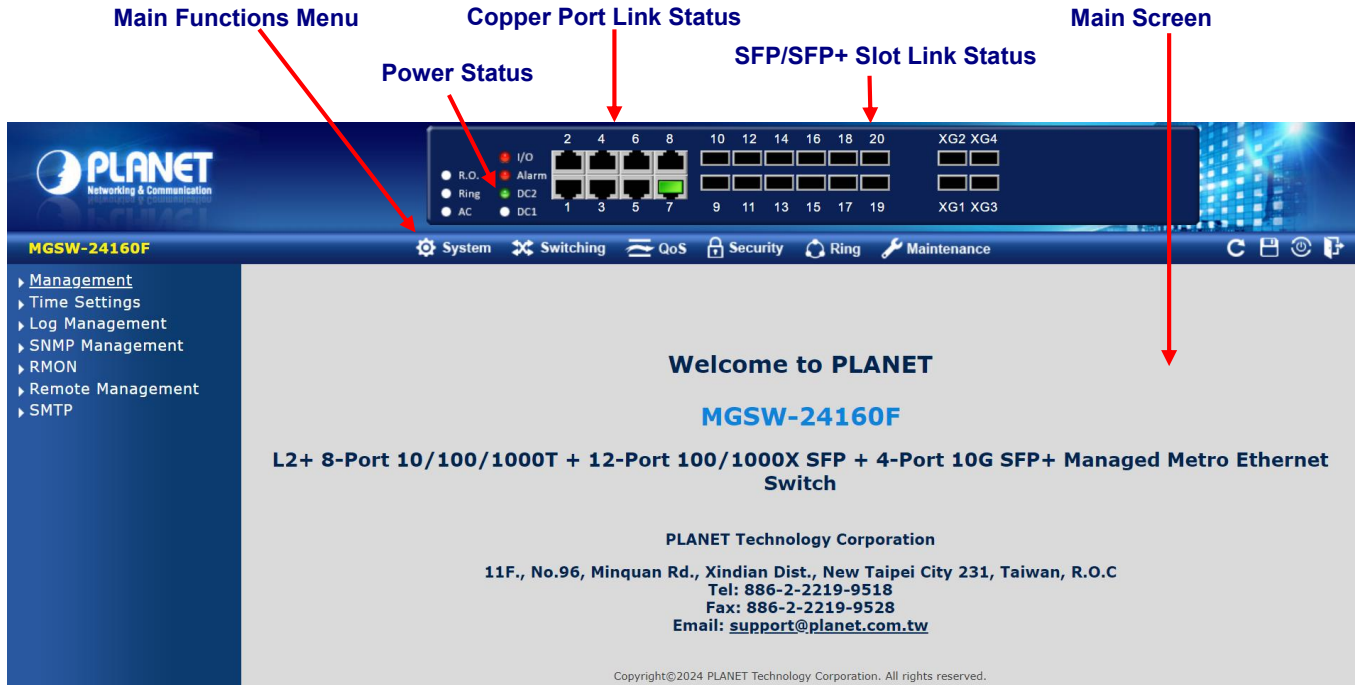 Main Functions Menu
Copper Port Link Status
Main Screen
Power Status
SFP/SFP+ Slot Link Status
PLANET
Networking & Communication
2 4 6 8 10 12 14 16 18 20 XG2 XG4
I/O
R.O. Alarm
Ring DC2
AC DC1
1 3 5 7 9 11 13 15 17 19 XG1 XG3
MGSW-24160F
System Switching QoS Security Ring Maintenance
Management
Time Settings
Log Management
SNMP Management
RMON
Remote Management
SMTP
Welcome to PLANET
MGSW-24160F
L2+ 8-Port 10/100/1000T + 12-Port 100/1000X SFP + 4-Port 10G SFP+ Managed Metro Ethernet
Switch
PLANET Technology Corporation
11F., No.96, Minquan Rd., Xindian Dist., New Taipei City 231, Taiwan, R.O.C
Tel: 886-2-2219-9518
Fax: 886-2-2219-9528
Email: support@planet.com.tw
Copyright©2024 PLANET Technology Corporation. All rights reserved.